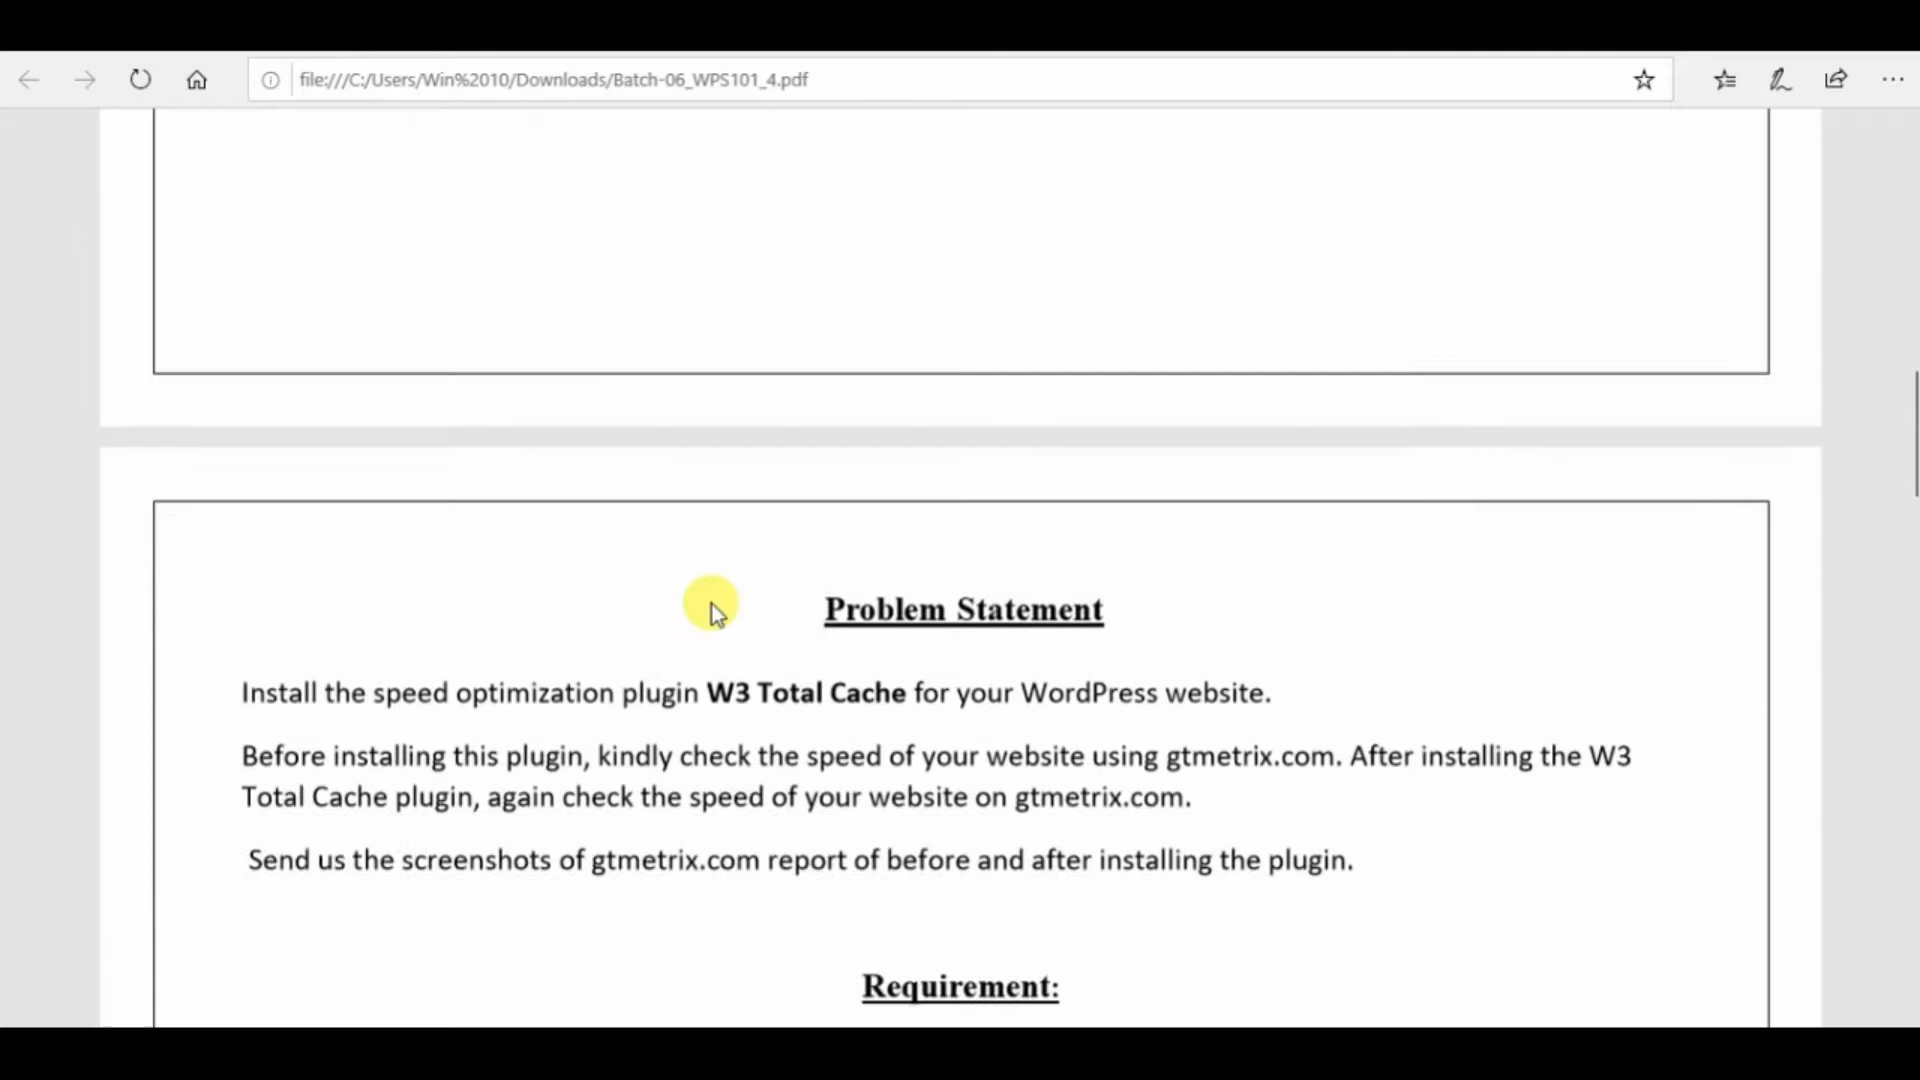 file:///C:/Users/Win%2010/Downloads/Batch-06_WPS101_4.pdf
Problem Statement
Install the speed optimization plugin W3 Total Cache for your WordPress website.
Before installing this plugin, kindly check the speed of your website using gtmetrix.com. After installing the W3
Total Cache plugin, again check the speed of your website on gtmetrix.com.
Send us the screenshots of gtmetrix.com report of before and after installing the plugin.
Requirement: